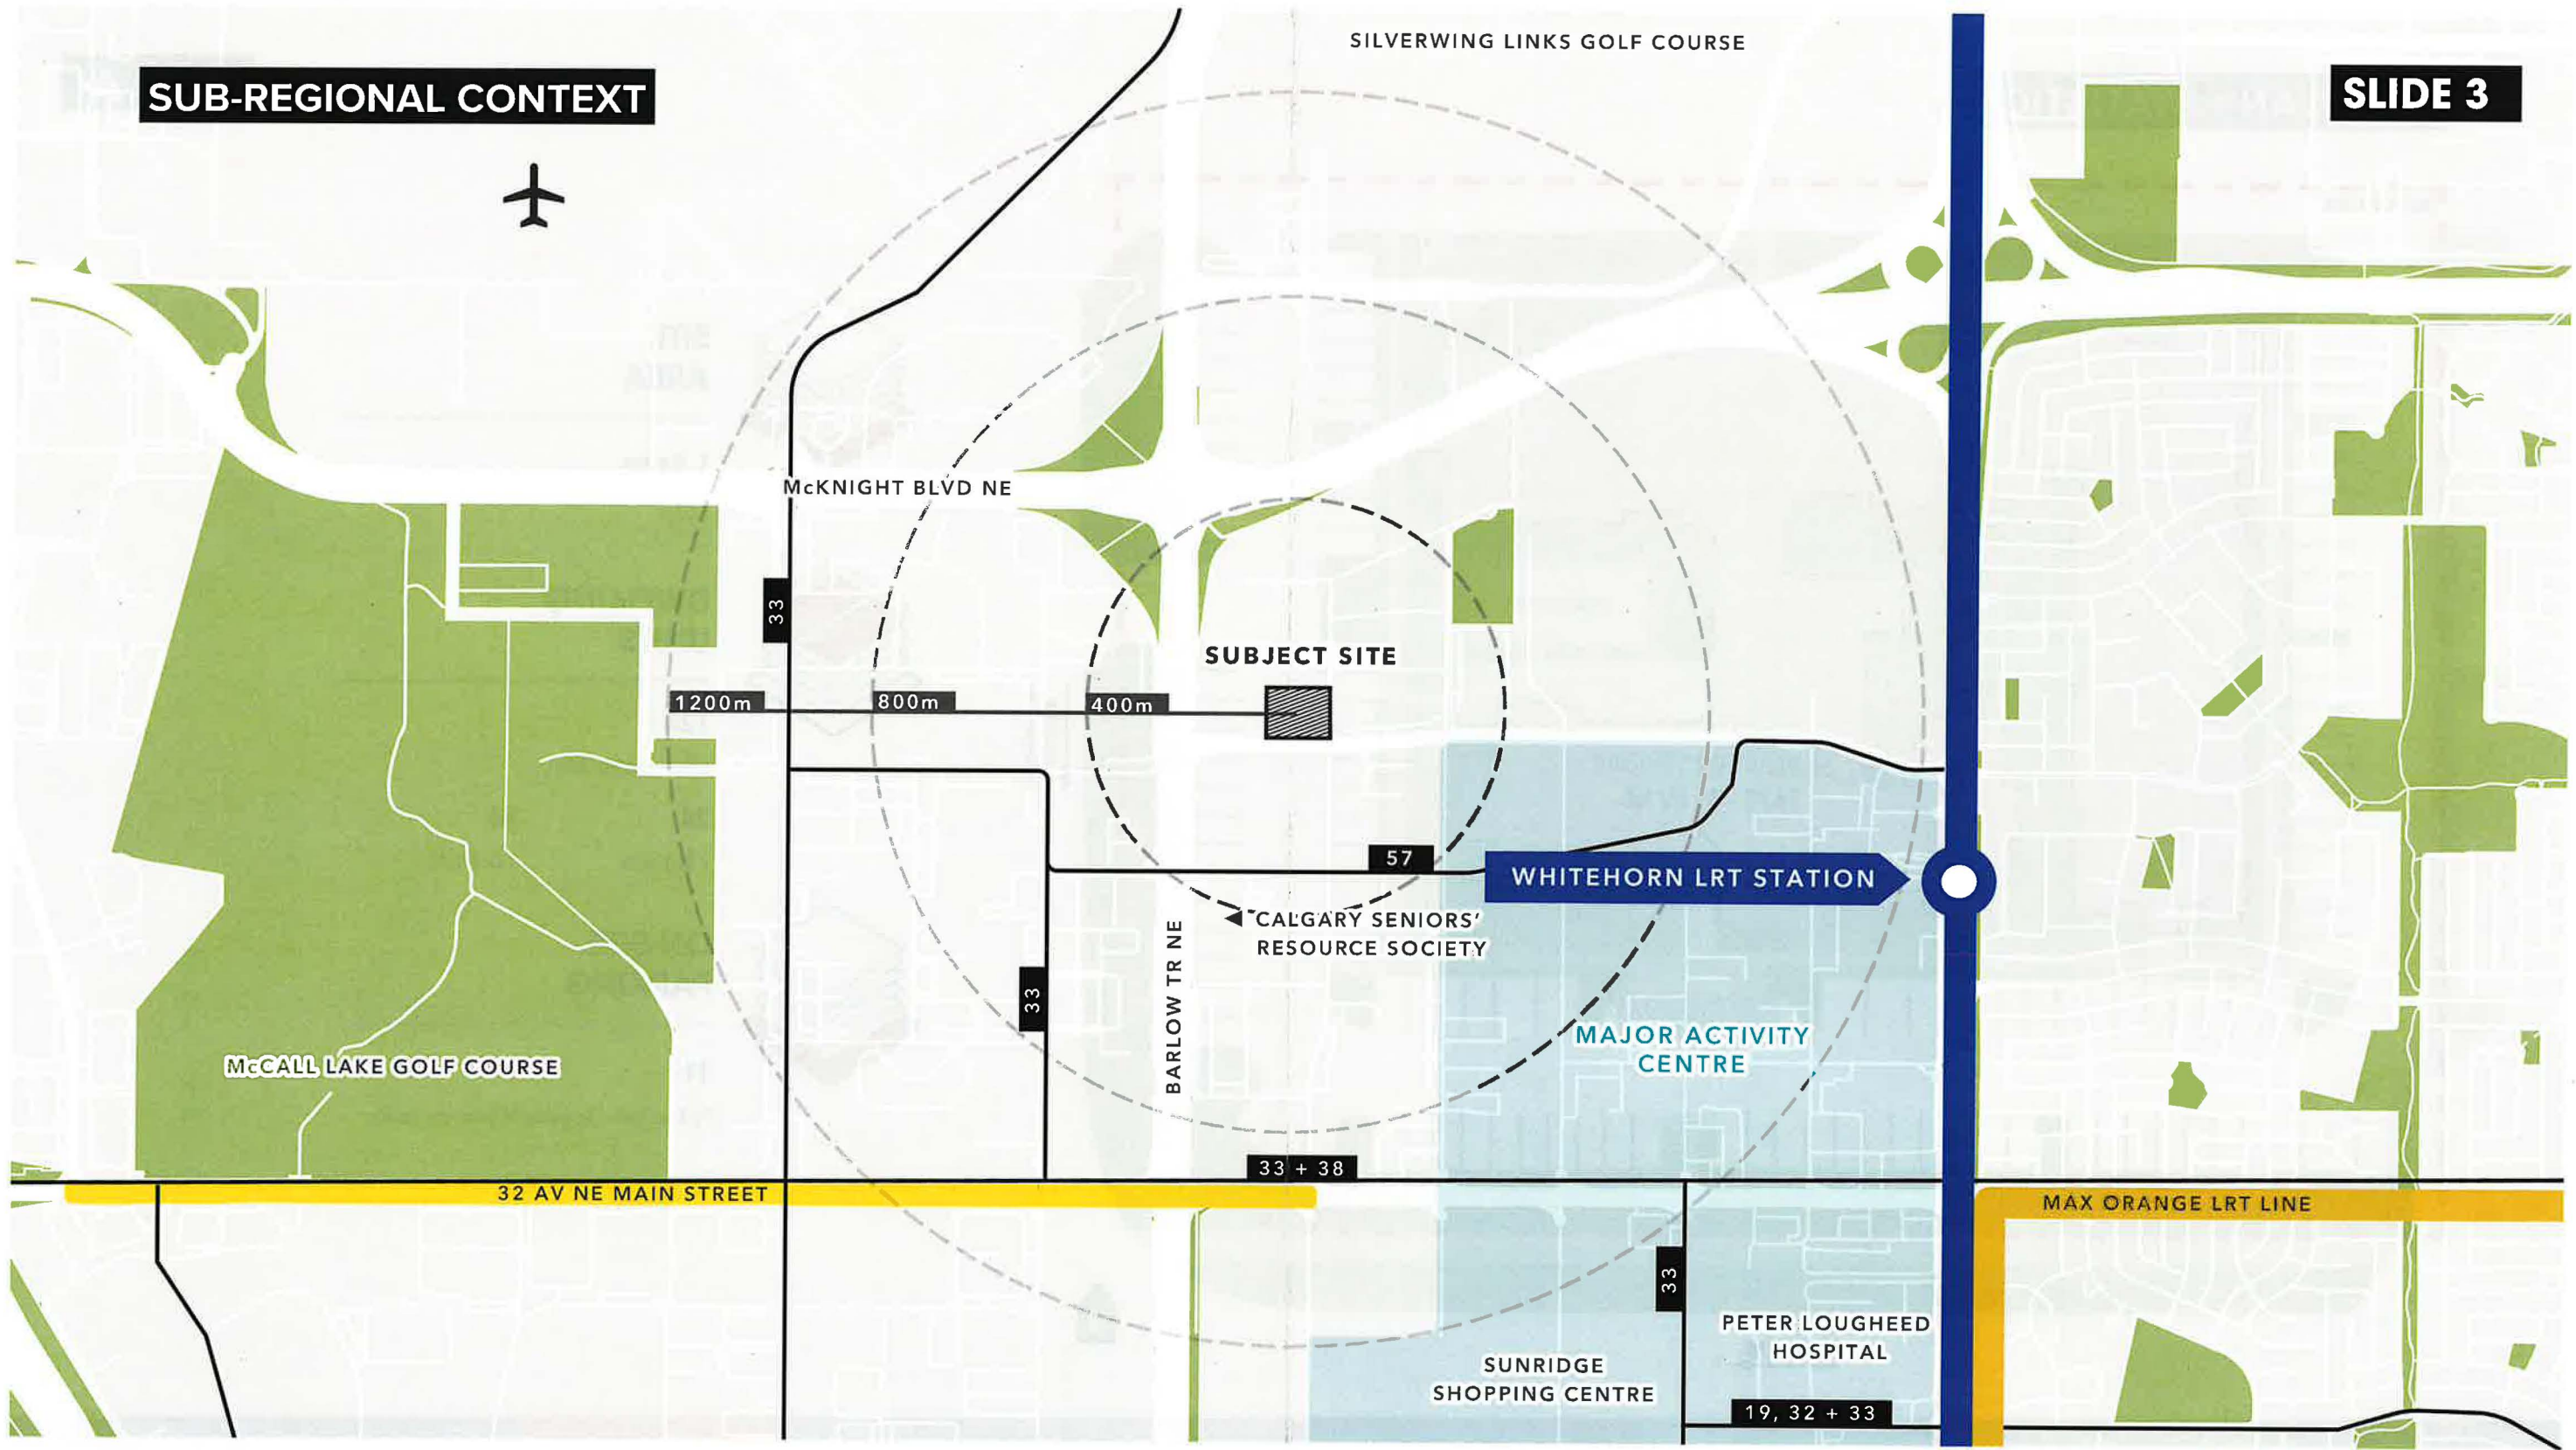 SILVERWING LINKS GOLF COURSE
SUB-REGIONAL CONTEXT
SLIDE 3
McKNIGHT BLVD NE
33
SUBJECT SITE
1200m
800m
400m
57
WHITEHORN LRT STATION
CALGARY SENIORS'
RESOURCE SOCIETY
BARLOW TR NE
33
MAJOR ACTIVITY
CENTRE
McCALL LAKE GOLF COURSE
33 + 38
32 AV NE MAIN STREET
MAX ORANGE LRT LINE
33
PETER LOUGHEED
HOSPITAL
SUNRIDGE
SHOPPING CENTRE
19, 32 + 33